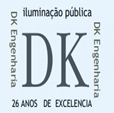 iluminação pública
DK Engenharia
DK
DK Engenharia
26 ANOS DE EXCELENCIA